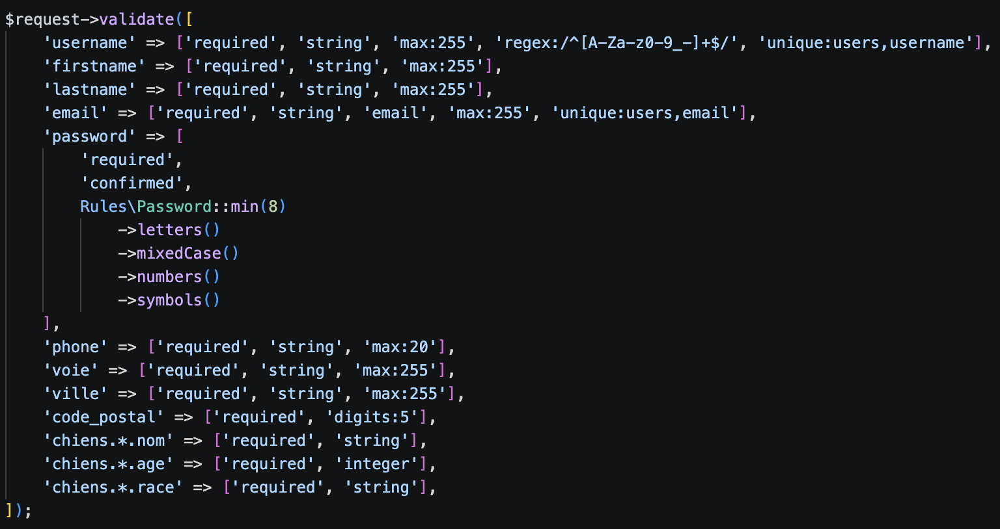 $request->validate([
    'username' => ['required', 'string', 'max:255', 'regex:/^[A-Za-z0-9_-]+$/', 'unique:users,username'],
    'firstname' => ['required', 'string', 'max:255'],
    'lastname' => ['required', 'string', 'max:255'],
    'email' => ['required', 'string', 'email', 'max:255', 'unique:users,email'],
    'password' => [
        'required',
        'confirmed',
        Rules\Password::min(8)
            ->letters()
            ->mixedCase()
            ->numbers()
            ->symbols()
    ],
    'phone' => ['required', 'string', 'max:20'],
    'voie' => ['required', 'string', 'max:255'],
    'ville' => ['required', 'string', 'max:255'],
    'code_postal' => ['required', 'digits:5'],
    'chiens.*.nom' => ['required', 'string'],
    'chiens.*.age' => ['required', 'integer'],
    'chiens.*.race' => ['required', 'string'],
]);